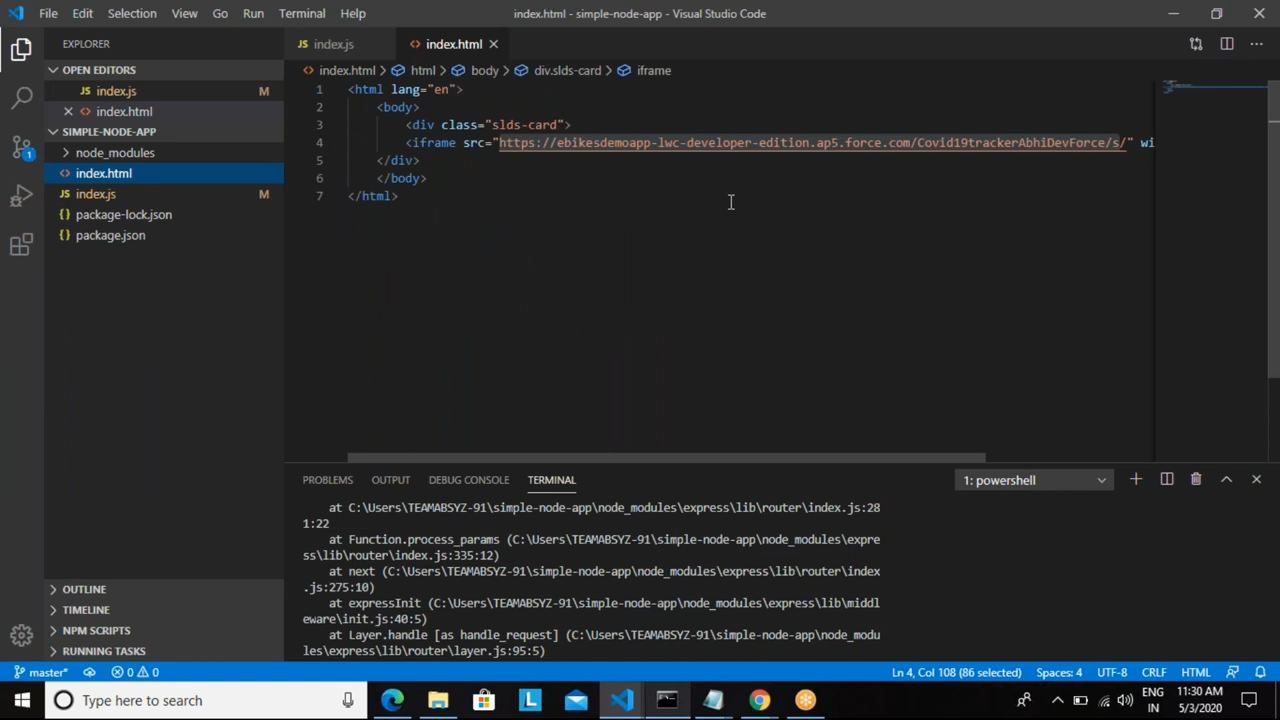 File Edit Selection View Go Run Terminal Help
index.html - simple-node-app - Visual Studio Code
EXPLORER
OPEN EDITORS
index.js M
index.html
SIMPLE-NODE-APP
node_modules
index.html
index.js M
package-lock.json
package.json
OUTLINE
TIMELINE
NPM SCRIPTS
RUNNING TASKS
1
index.js index.html
index.html html body div.slds-card iframe
1 <html lang="en">
2 <body>
3 <div class="slds-card">
4 <iframe src="https://ebikesdemoapp-lwc-developer-edition.ap5.force.com/Covid19trackerAbhiDevForce/s/" wi
5 </div>
6 </body>
7 </html>
PROBLEMS OUTPUT DEBUG CONSOLE TERMINAL
1: powershell
at C:\Users\TEAMABSYZ-91\simple-node-app\node_modules\express\lib\router\index.js:28
1:22
at Function.process_params (C:\Users\TEAMABSYZ-91\simple-node-app\node_modules\expre
ss\lib\router\index.js:335:12)
at next (C:\Users\TEAMABSYZ-91\simple-node-app\node_modules\express\lib\router\index
.js:275:10)
at expressInit (C:\Users\TEAMABSYZ-91\simple-node-app\node_modules\express\lib\middl
eware\init.js:40:5)
at Layer.handle [as handle_request] (C:\Users\TEAMABSYZ-91\simple-node-app\node_modu
les\express\lib\router\layer.js:95:5)
master* 0 0
Ln 4, Col 108 (86 selected) Spaces: 4 UTF-8 CRLF HTML
Type here to search
L
ENG
IN
11:30 AM
5/3/2020